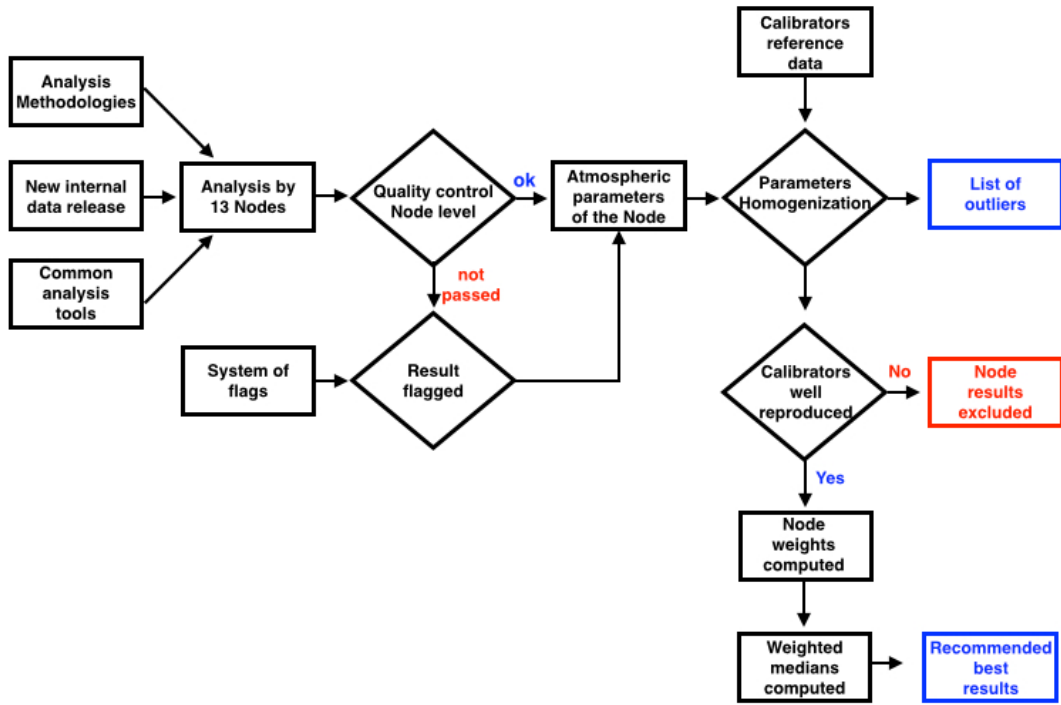 Analysis
Methodologies
New internal
data release
Common
analysis
tools
Analysis by
13 Nodes
Quality control
Node level
ok
not
passed
System of
flags
Result
flagged
Atmospheric
parameters
of the Node
Calibrators
reference
data
Parameters
Homogenization
List of
outliers
Calibrators
well
reproduced
No
Node
results
excluded
Yes
Node
weights
computed
Weighted
medians
computed
Recommended
best
results